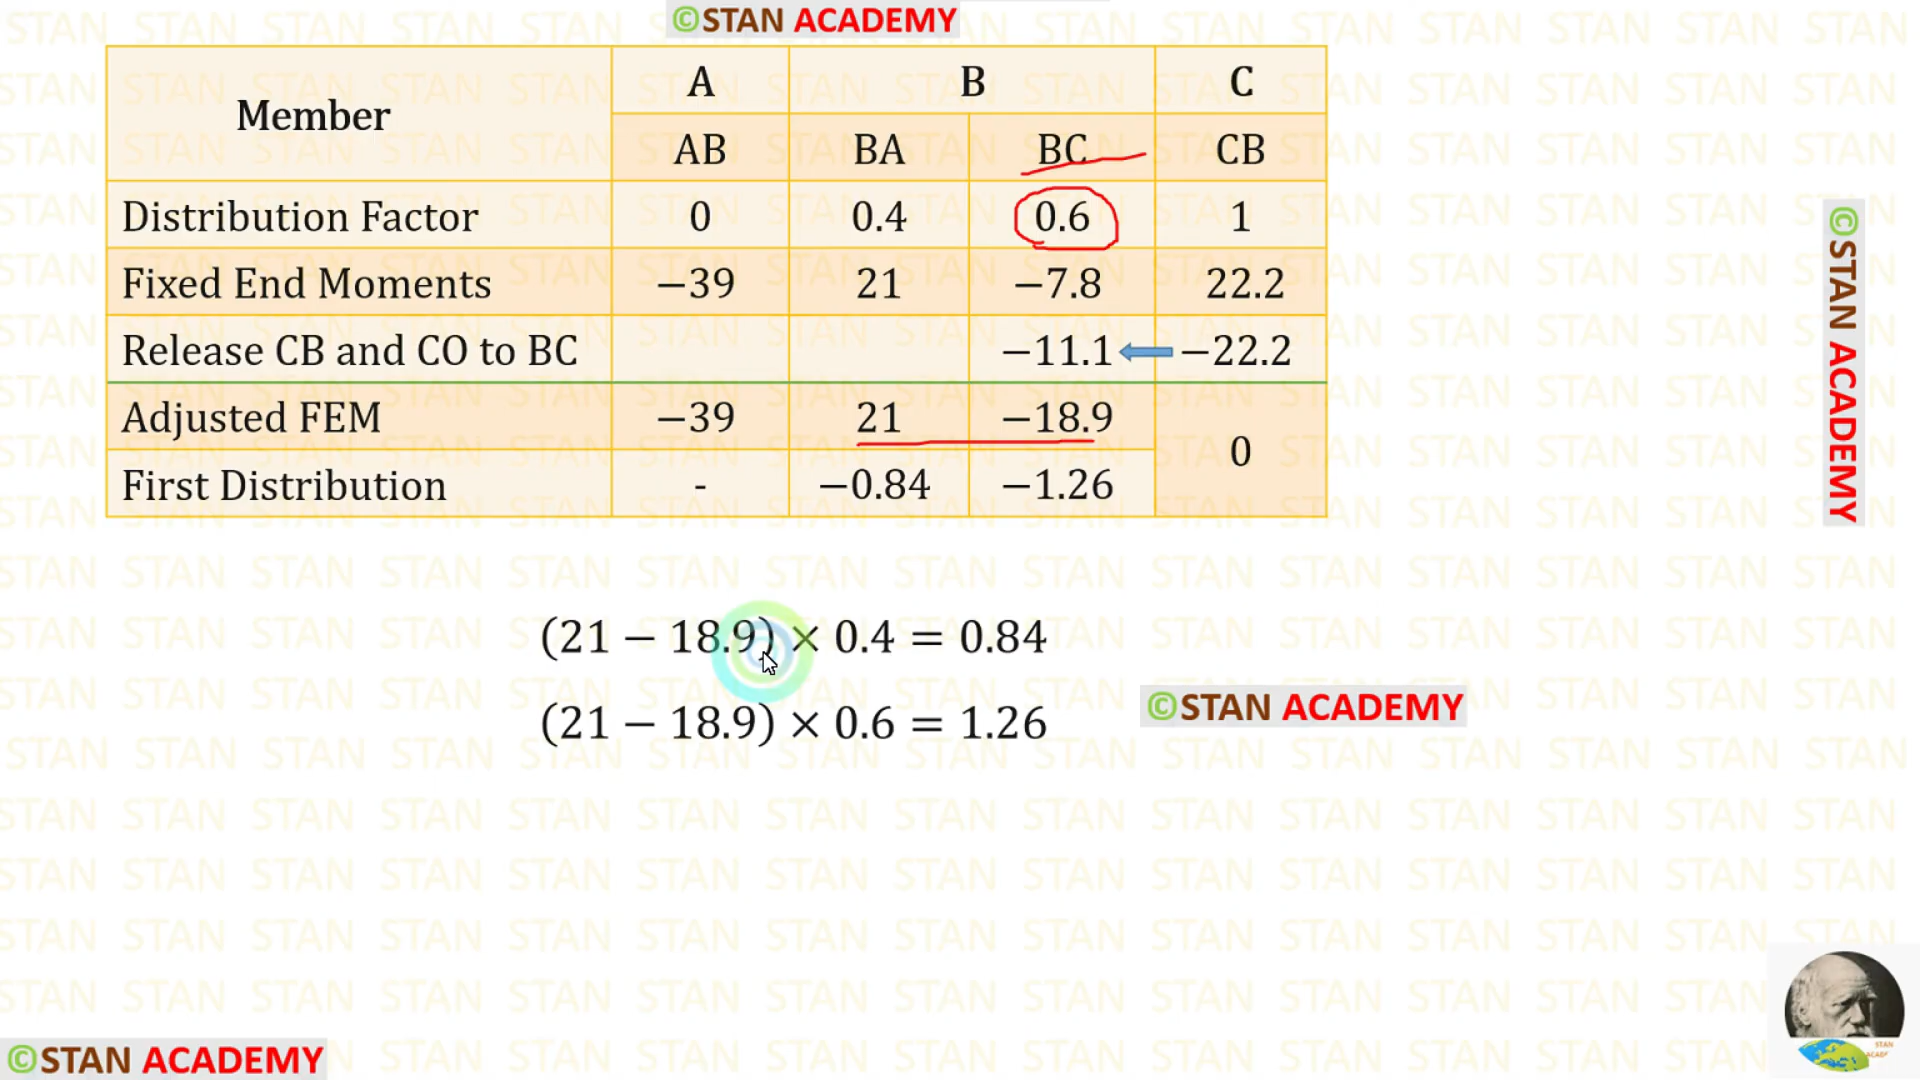 ©STAN ACADEMY
Member A B C
AB BA BC CB
Distribution Factor 0 0.4 0.6 1
Fixed End Moments −39 21 −7.8 22.2
Release CB and CO to BC −11.1 −22.2
Adjusted FEM −39 21 −18.9 0
First Distribution - −0.84 −1.26
(21 − 18.9) × 0.4 = 0.84
(21 − 18.9) × 0.6 = 1.26
©STAN ACADEMY
©STAN ACADEMY
©STAN ACADEMY
STAN